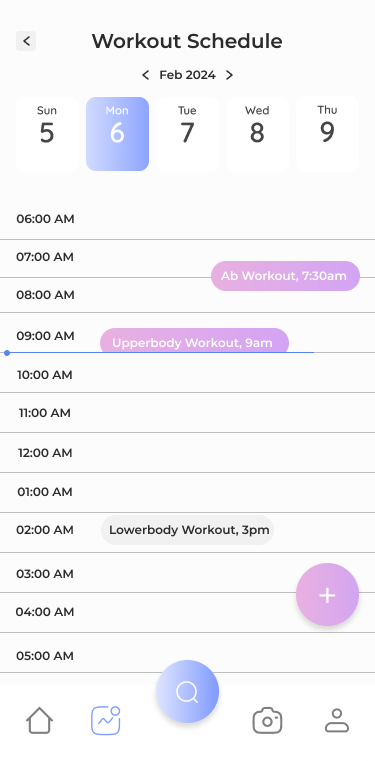 Workout Schedule
Feb 2024
Sun Mon Tue Wed Thu
5 6 7 8 9
06:00 AM
07:00 AM
Ab Workout, 7:30am
08:00 AM
09:00 AM
Upperbody Workout, 9am
10:00 AM
11:00 AM
12:00 AM
01:00 AM
02:00 AM
Lowerbody Workout, 3pm
03:00 AM
04:00 AM
05:00 AM